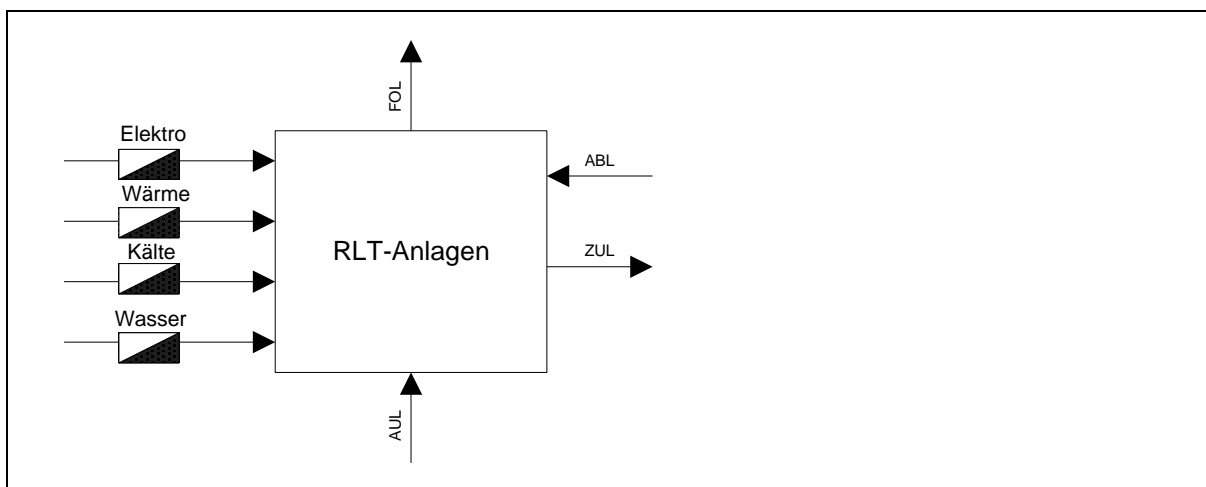 FOL
Elektro
ABL
Wärme
RLT-Anlagen
Kälte
ZUL
Wasser
AUL